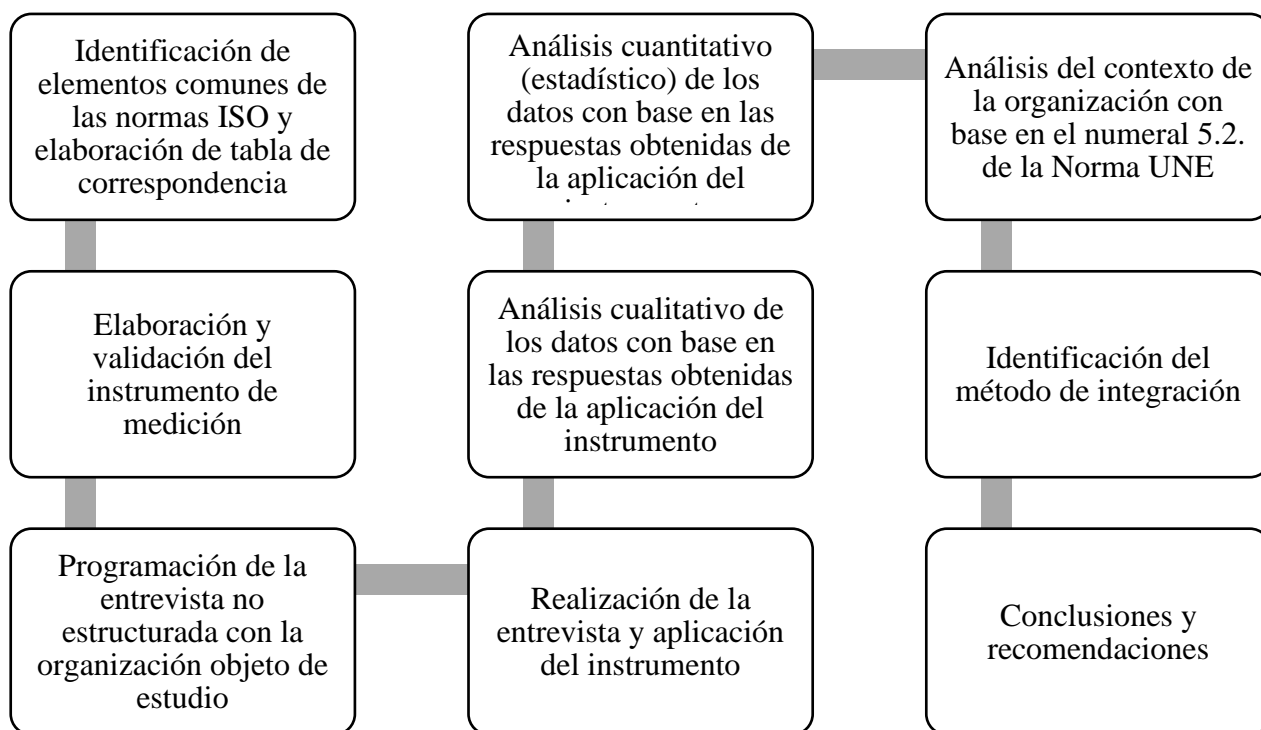 Identificación de
elementos comunes de
las normas ISO y
elaboración de tabla de
correspondencia
Elaboración y
validación del
instrumento de
medición
Programación de la
entrevista no
estructurada con la
organización objeto de
estudio
Realización de la
entrevista y aplicación
del instrumento
Análisis cualitativo de
los datos con base en
las respuestas obtenidas
de la aplicación del
instrumento
Análisis cuantitativo
(estadístico) de los
datos con base en las
respuestas obtenidas de
la aplicación del
Análisis del contexto de
la organización con
base en el numeral 5.2.
de la Norma UNE
Identificación del
método de integración
Conclusiones y
recomendaciones